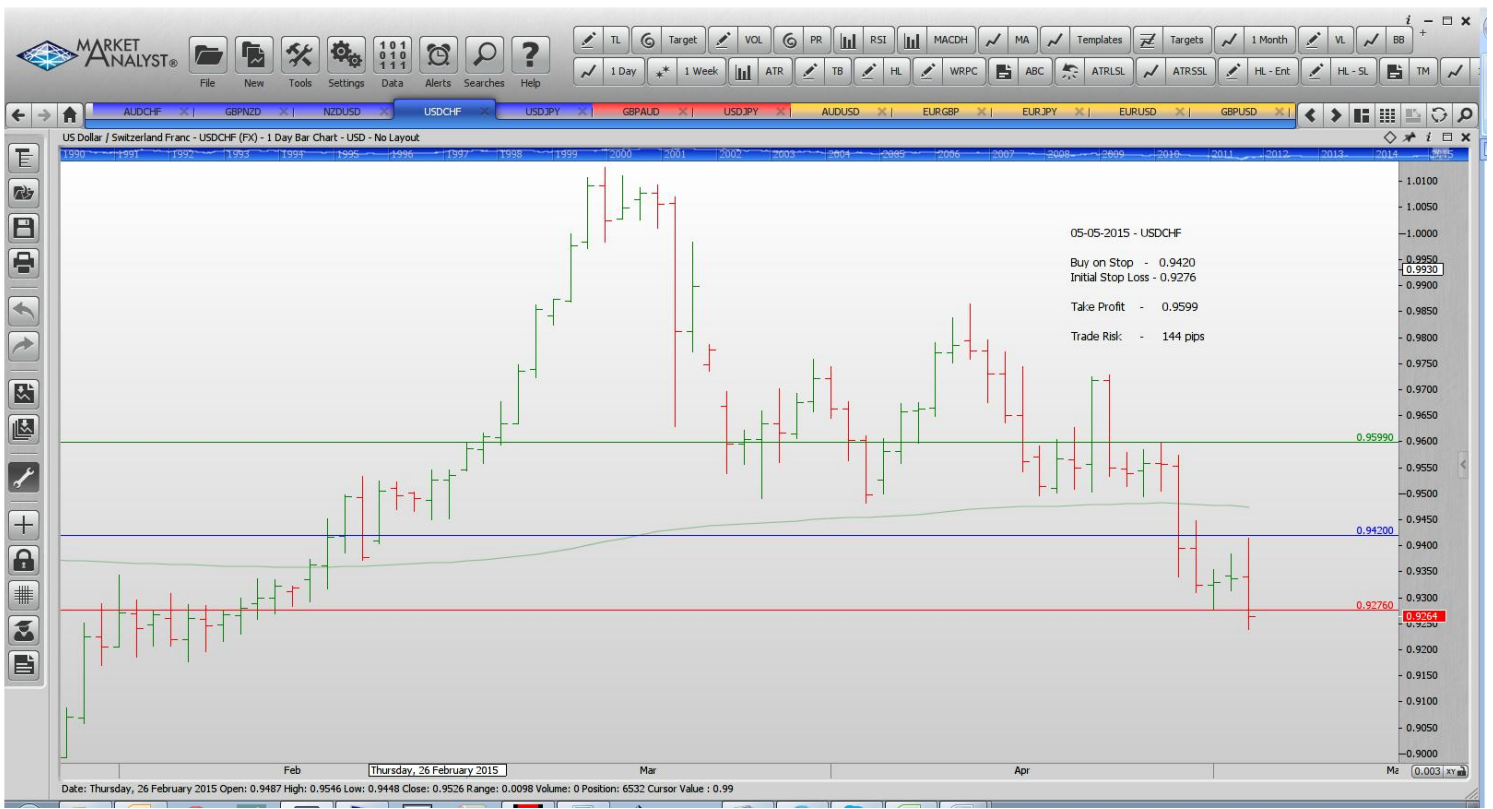 MARKET
ANALYST®
File New Tools Settings Data Alerts Searches Help
TL Target VOL PR RSI MACDH MA Templates Targets 1 Month VL BB
1 Day 1 Week ATR TB HL WRPC ABC ATRLSL ATRSSL HL - Ent HL - SL TM
AUDCHF GBPNZD NZDUSD USDCHF USDJPY GBPAUD USDJPY AUDUSD EURGBP EURJPY EURUSD GBPUSD
US Dollar / Switzerland Franc - USDCHF (FX) - 1 Day Bar Chart - USD - No Layout
1990 1991 1992 1993 1994 1995 1996 1997 1998 1999 2000 2001 2002 2003 2004 2005 2006 2007 2008 2009 2010 2011 2012 2013 2014 2015
1.0100
1.0050
1.0000
05-05-2015 - USDCHF
0.9950
Buy on Stop - 0.9420
0.9930
Initial Stop Loss - 0.9276
0.9900
Take Profit - 0.9599
0.9850
Trade Risk - 144 pips
0.9800
0.9750
0.9700
0.9650
0.95990
0.9600
0.9550
0.9500
0.9450
0.94200
0.9400
0.9350
0.9300
0.92760
0.9264
0.9250
0.9200
0.9150
0.9100
0.9050
0.9000
Feb Thursday, 26 February 2015 Mar Apr Ma 0.003 XY
Date: Thursday, 26 February 2015 Open: 0.9487 High: 0.9546 Low: 0.9448 Close: 0.9526 Range: 0.0098 Volume: 0 Position: 6532 Cursor Value : 0.99